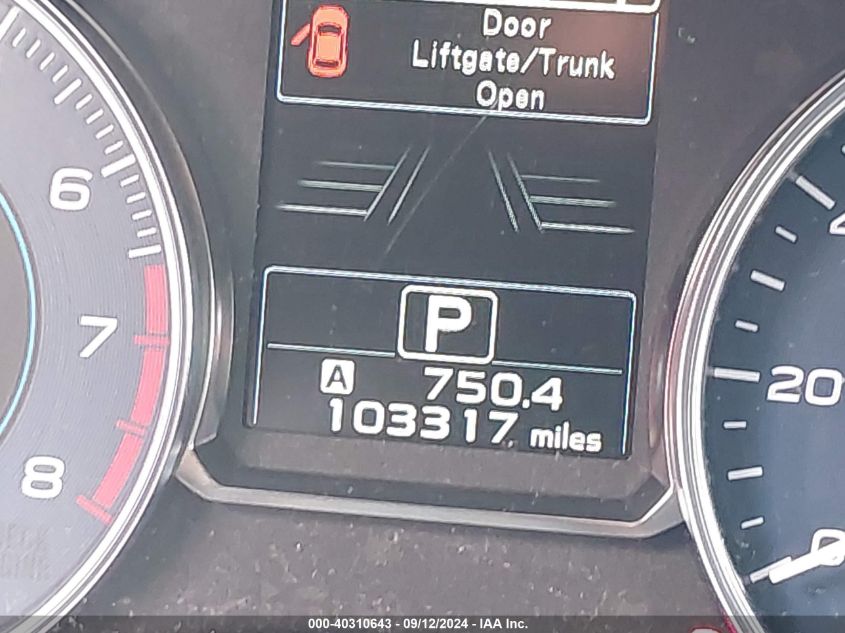 Door
Liftgate/Trunk
Open
6
7
8
P
A 750.4
103317 miles
20
0
000-40310643 - 09/12/2024 - IAA Inc.